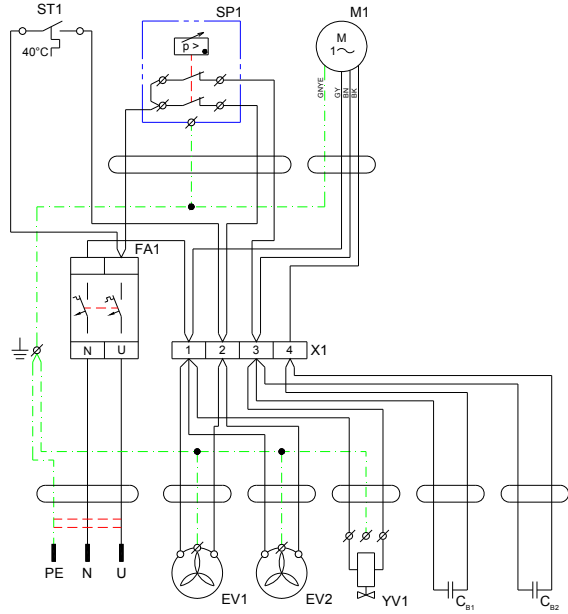 ST1
SP1
M1
40°C
p >
M
1
GNYE
GY
BN
BK
FA1
N U
1 2 3 4 X1
PE N U EV1 EV2 YV1 CB1 CB2